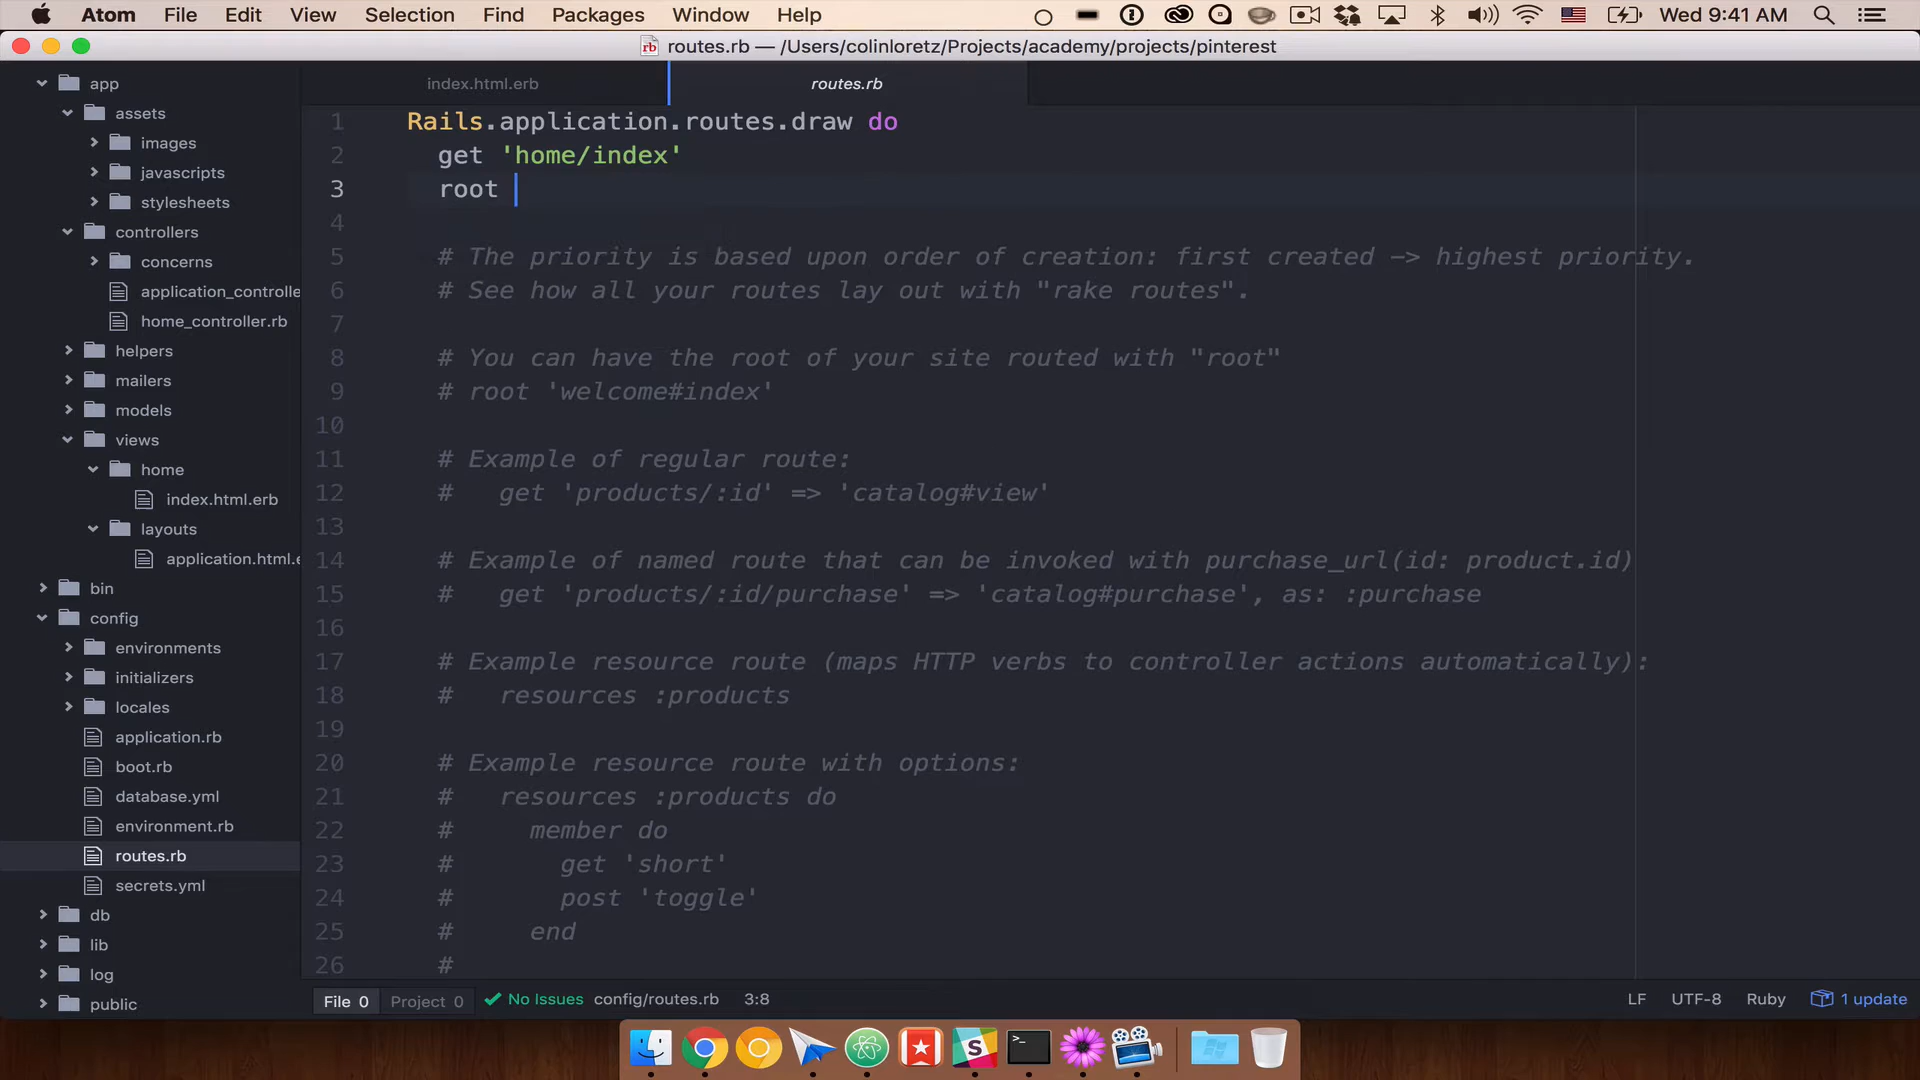 Atom File Edit View Selection Find Packages Window Help Wed 9:41 AM
routes.rb — /Users/colinloretz/Projects/academy/projects/pinterest
app
assets
images
javascripts
stylesheets
controllers
concerns
application_controlle
home_controller.rb
helpers
mailers
models
views
home
index.html.erb
layouts
application.html.e
bin
config
environments
initializers
locales
application.rb
boot.rb
database.yml
environment.rb
routes.rb
secrets.yml
db
lib
log
public
index.html.erb routes.rb
1 Rails.application.routes.draw do
2 get 'home/index'
3 root
4
5 # The priority is based upon order of creation: first created -> highest priority.
6 # See how all your routes lay out with "rake routes".
7
8 # You can have the root of your site routed with "root"
9 # root 'welcome#index'
10
11 # Example of regular route:
12 #   get 'products/:id' => 'catalog#view'
13
14 # Example of named route that can be invoked with purchase_url(id: product.id)
15 #   get 'products/:id/purchase' => 'catalog#purchase', as: :purchase
16
17 # Example resource route (maps HTTP verbs to controller actions automatically):
18 #   resources :products
19
20 # Example resource route with options:
21 #   resources :products do
22 #     member do
23 #       get 'short'
24 #       post 'toggle'
25 #     end
26 #
File 0 Project 0 No Issues config/routes.rb 3:8 LF UTF-8 Ruby 1 update